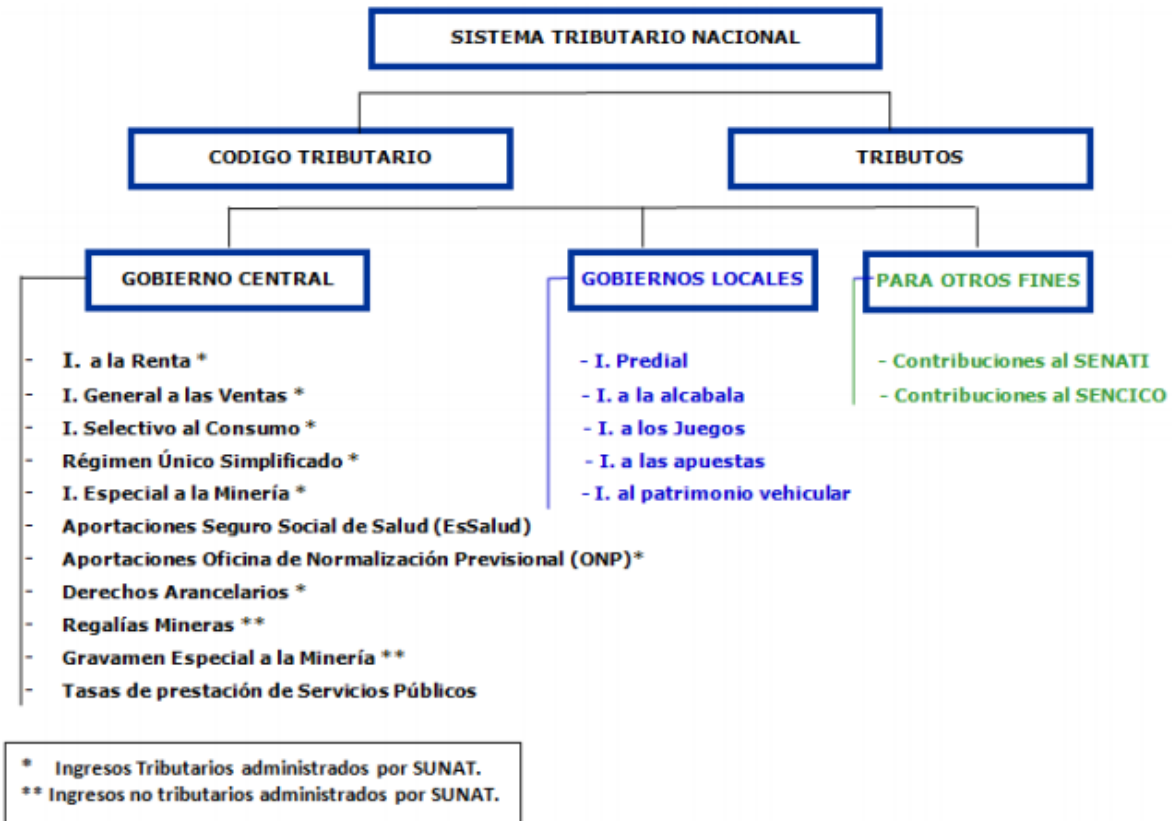 SISTEMA TRIBUTARIO NACIONAL
CODIGO TRIBUTARIO
TRIBUTOS
GOBIERNO CENTRAL
- I. a la Renta *
- I. General a las Ventas *
- I. Selectivo al Consumo *
- Régimen Único Simplificado *
- I. Especial a la Minería *
- Aportaciones Seguro Social de Salud (EsSalud)
- Aportaciones Oficina de Normalización Previsional (ONP)*
- Derechos Arancelarios *
- Regalías Mineras **
- Gravamen Especial a la Minería **
- Tasas de prestación de Servicios Públicos
GOBIERNOS LOCALES
- I. Predial
- I. a la alcabala
- I. a los Juegos
- I. a las apuestas
- I. al patrimonio vehicular
PARA OTROS FINES
- Contribuciones al SENATI
- Contribuciones al SENCICO
* Ingresos Tributarios administrados por SUNAT.
** Ingresos no tributarios administrados por SUNAT.